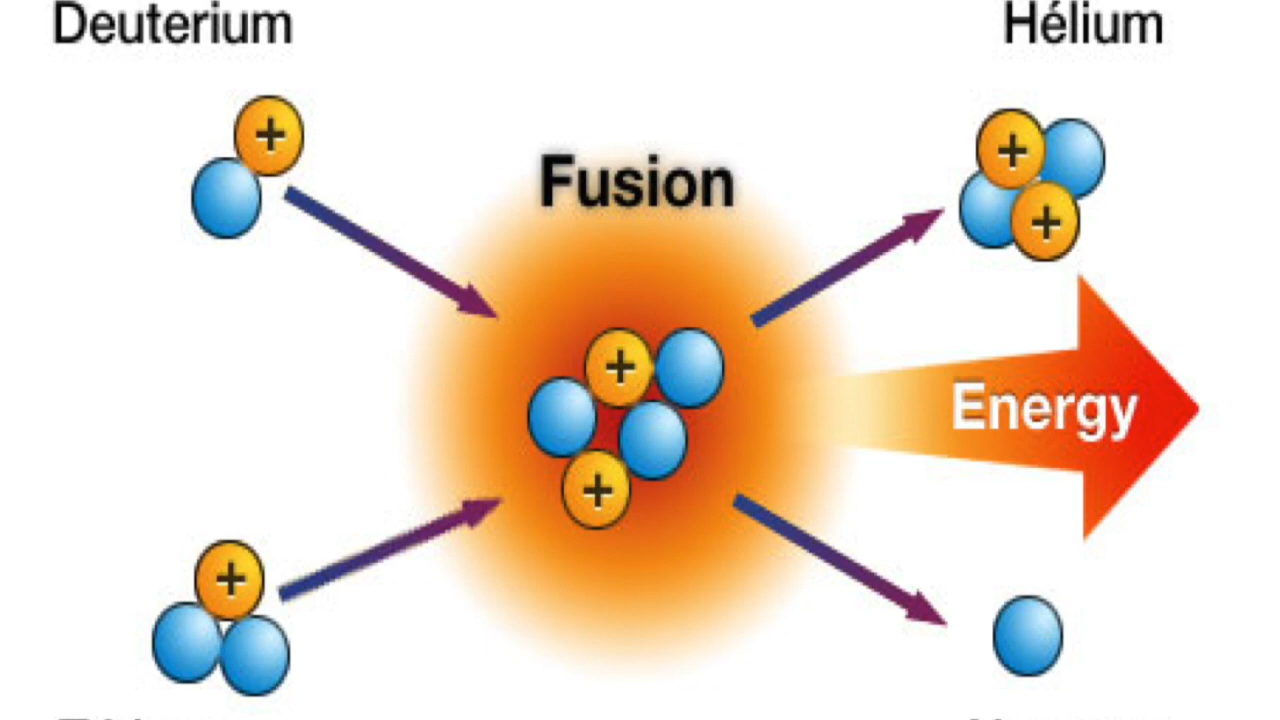 Deuterium
Hélium
Fusion
+
+
+
+
+
Energy
+